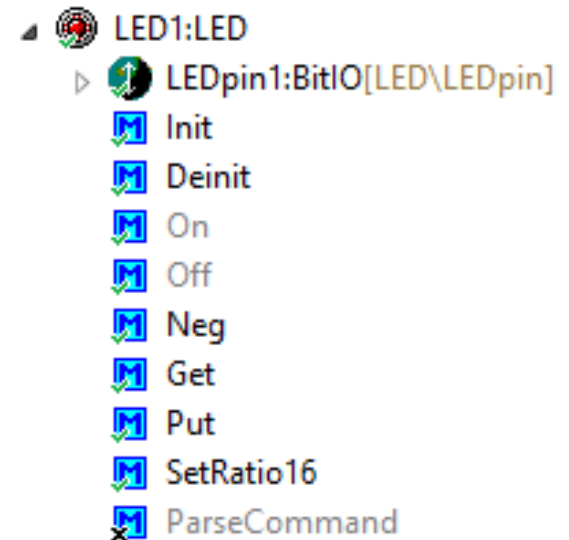 LED1:LED
LEDpin1:BitIO[LED\LEDpin]
Init
Deinit
On
Off
Neg
Get
Put
SetRatio16
ParseCommand